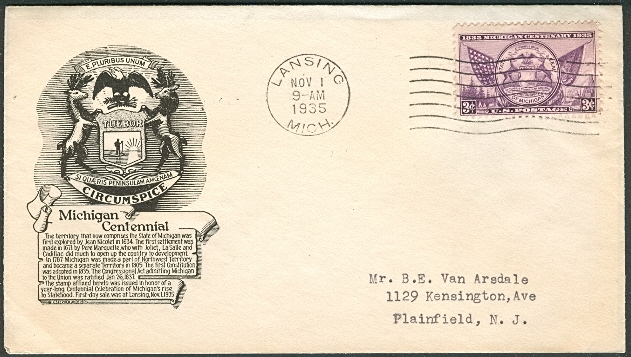 E PLURIBUS UNUM
TUEBOR
SI QUÆRIS PENINSULAM AMŒNAM
CIRCUMSPICE
Michigan
Centennial
The territory that now comprises the State of Michigan was
first explored by Jean Nicolet in 1634. The first settlement was
made in 1671 by Pere Marquette, who with Joliet, La Salle and
Cadillac did much to open up the country to development.
In 1787 Michigan was made a part of Northwest Territory
and became a separate Territory in 1805. The first Constitution
was adopted in 1835. The Congressional Act admitting Michigan
to the Union was ratified Jan. 26, 1837.
The stamp affixed hereto was issued in honor of a
year-long Centennial Celebration of Michigan's rise
to Statehood. First-day sale was at Lansing, Nov. 1, 1935
LANSING
NOV 1
9-AM
1935
MICH.
1835 MICHIGAN CENTENARY 1935
MICHIGAN
3¢ U.S. POSTAGE 3¢
Mr. B.E. Van Arsdale
1129 Kensington,Ave
Plainfield, N. J.